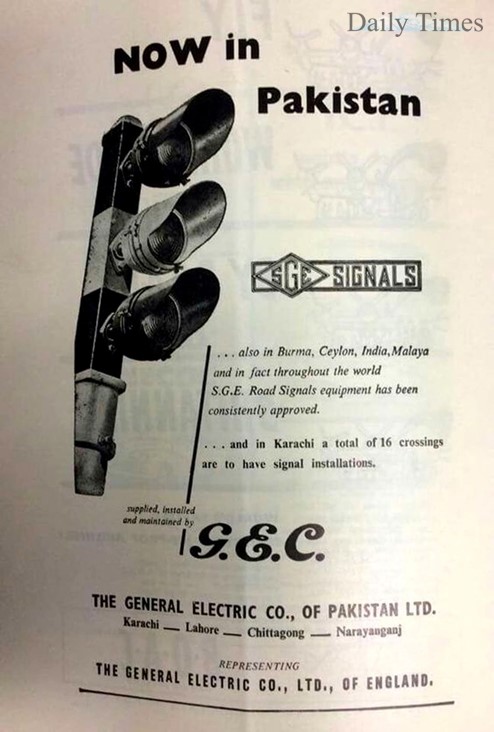 Daily Times
NOW in
Pakistan
SGE SIGNALS
. . . also in Burma, Ceylon, India, Malaya
and in fact throughout the world
S.G.E. Road Signals equipment has been
consistently approved.
. . . and in Karachi a total of 16 crossings
are to have signal installations.
supplied, installed
and maintained by
G.E.C.
THE GENERAL ELECTRIC CO., OF PAKISTAN LTD.
Karachi — Lahore — Chittagong — Narayanganj
REPRESENTING
THE GENERAL ELECTRIC CO., LTD., OF ENGLAND.